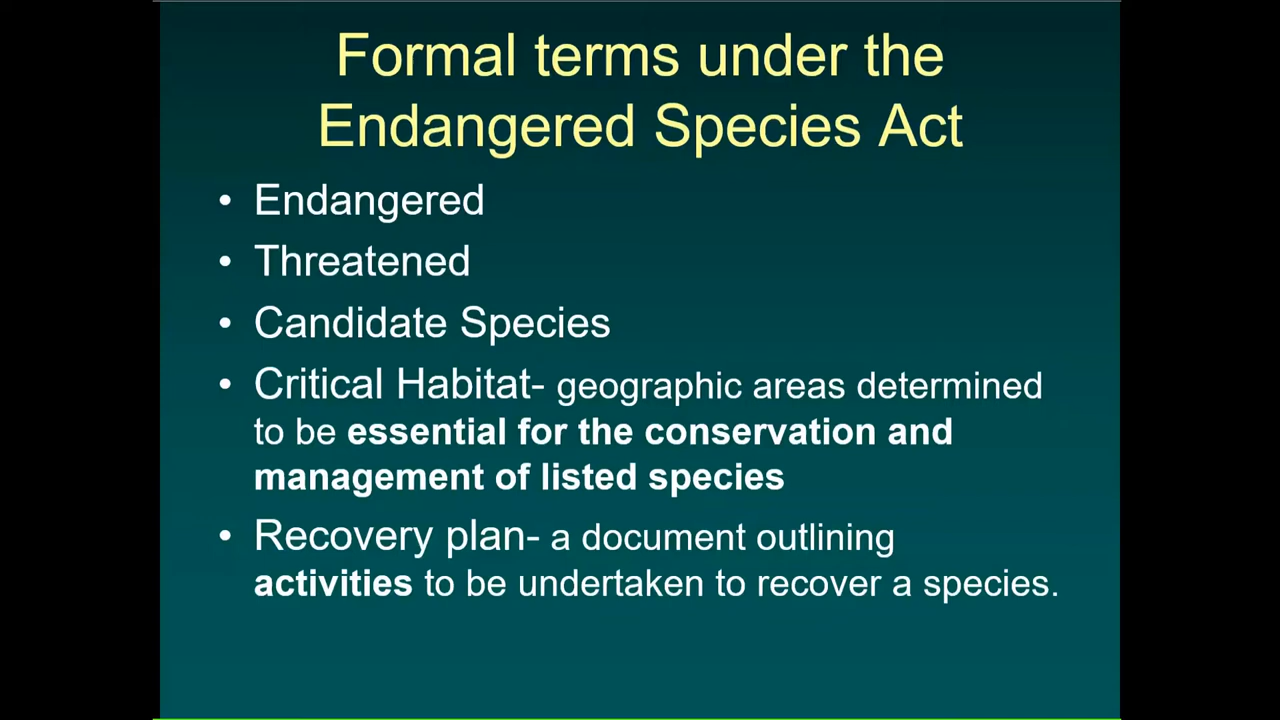 Formal terms under the
Endangered Species Act
• Endangered
• Threatened
• Candidate Species
• Critical Habitat- geographic areas determined
to be essential for the conservation and
management of listed species
• Recovery plan- a document outlining
activities to be undertaken to recover a species.